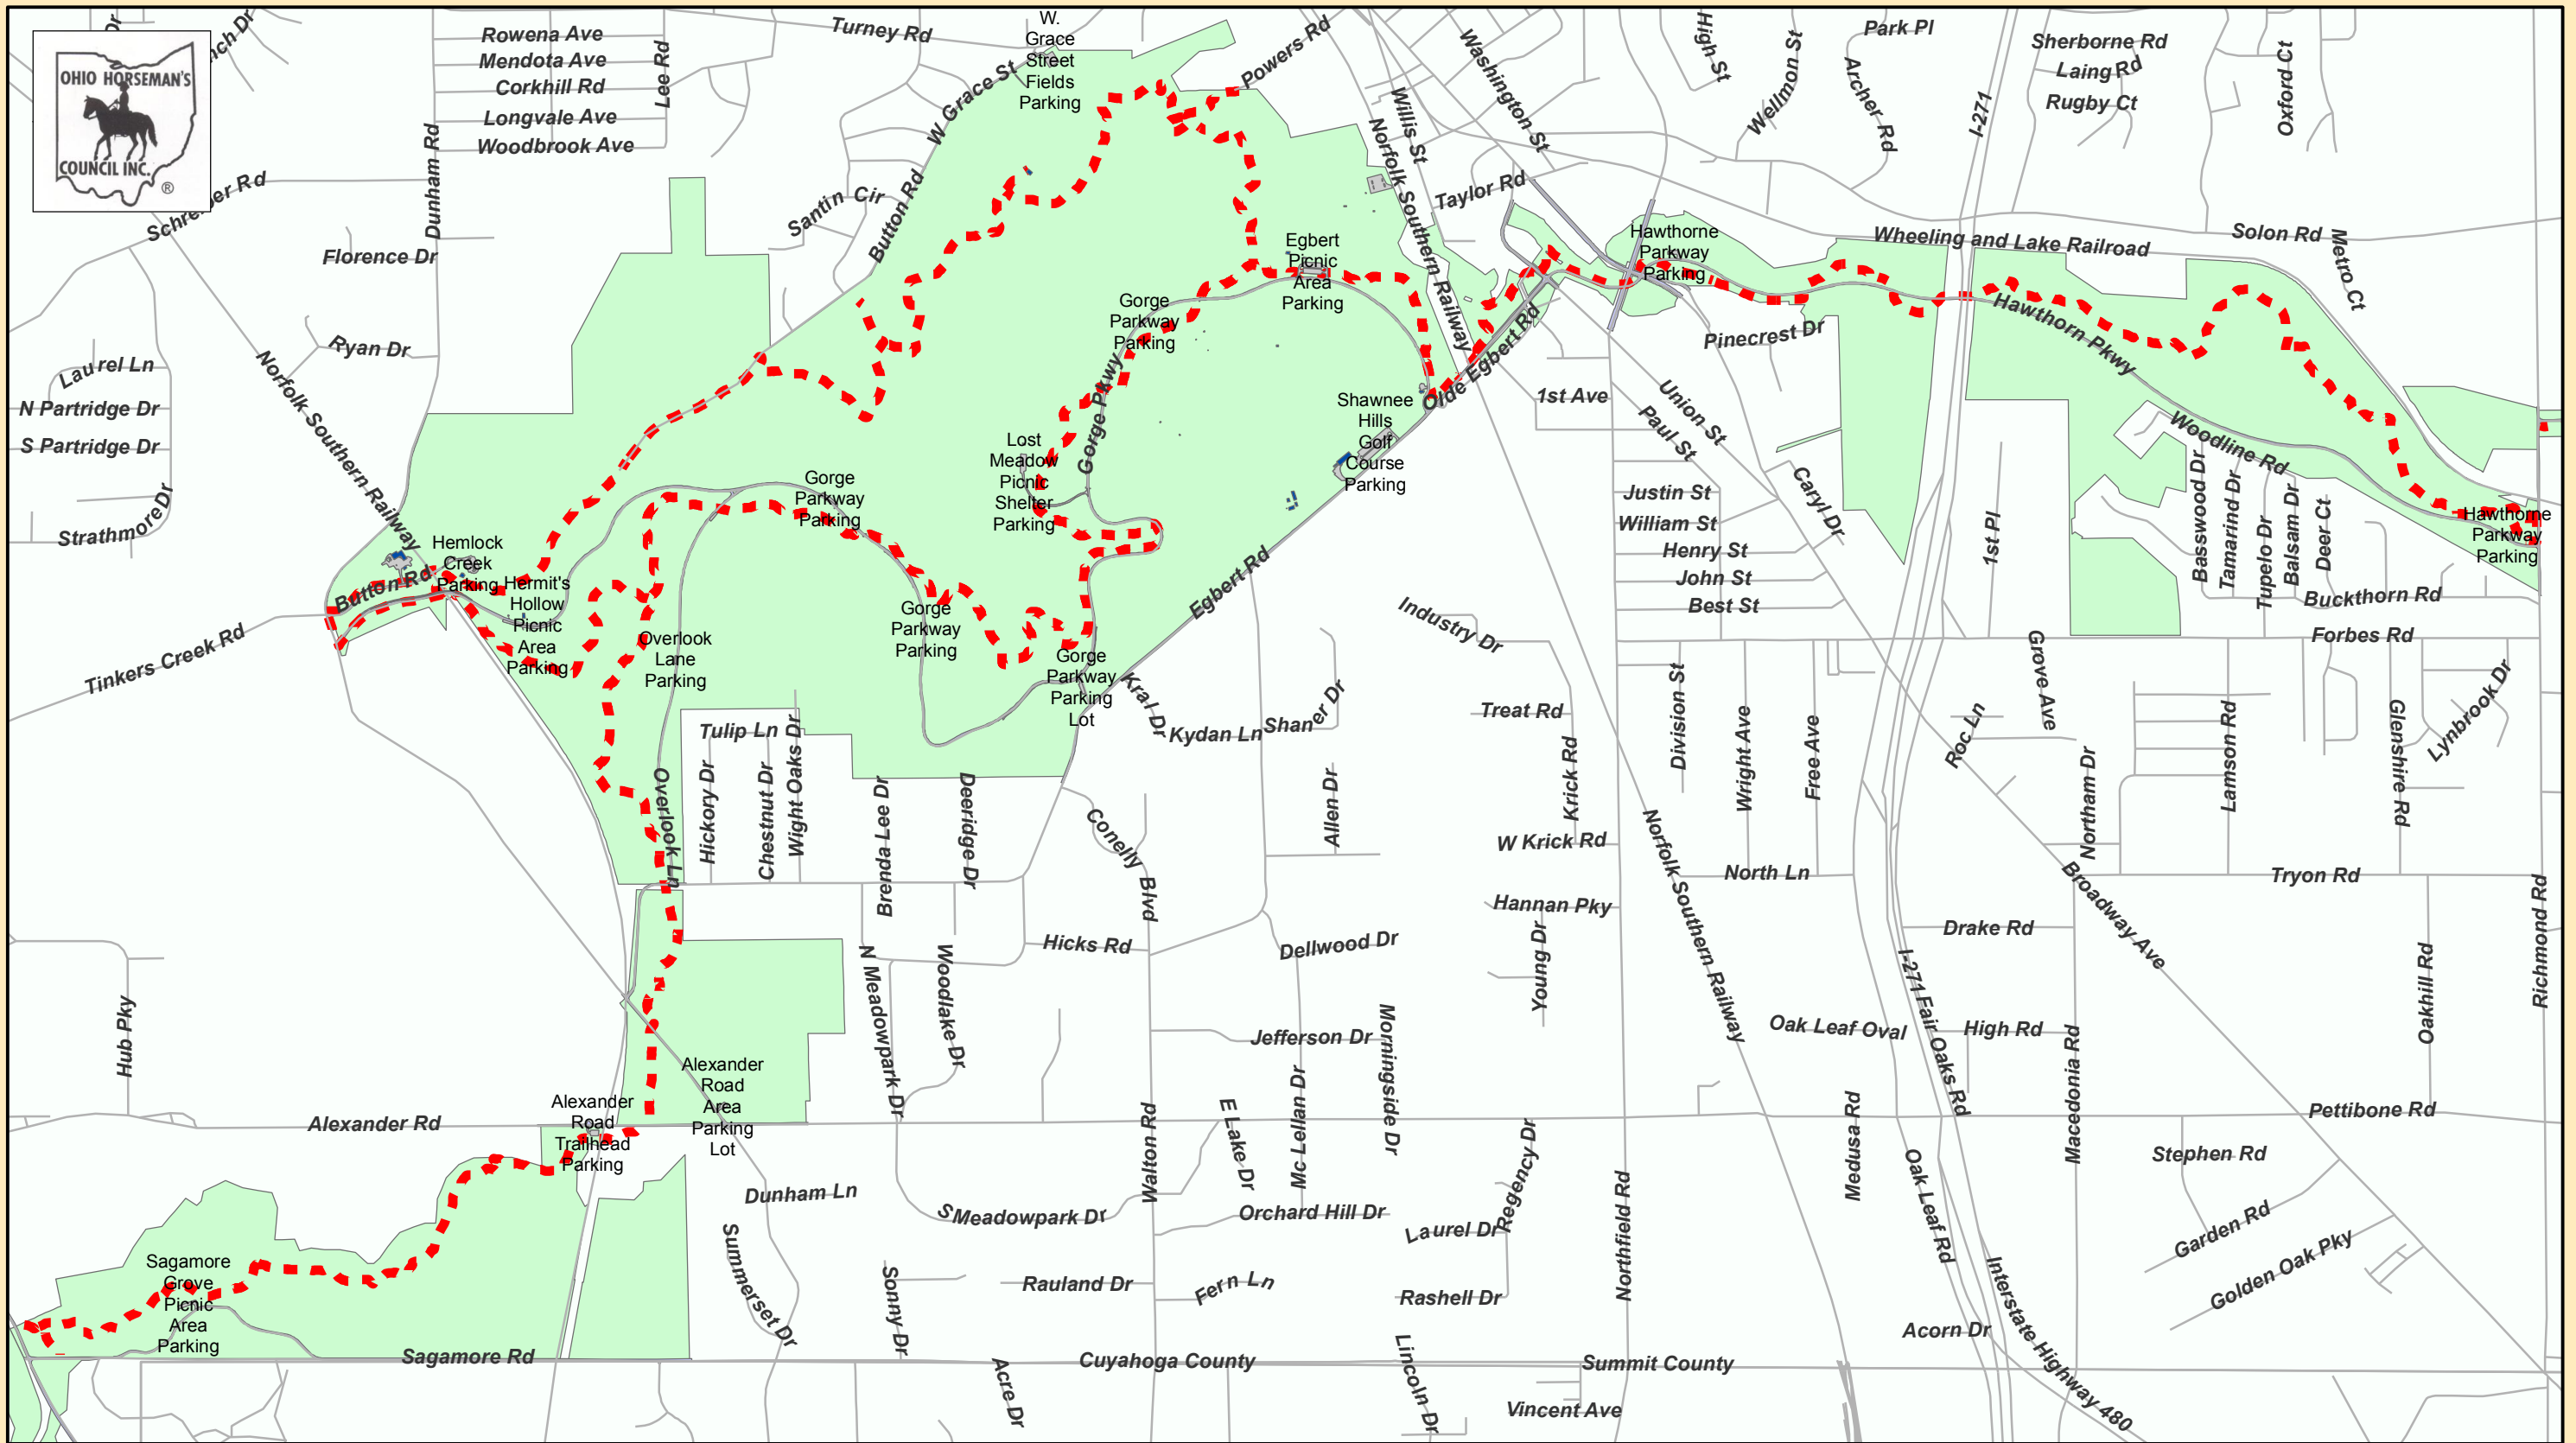 OHIO HORSEMAN'S
COUNCIL INC.
®
Dr
nch Dr
Rowena Ave
Mendota Ave
Corkhill Rd
Longvale Ave
Woodbrook Ave
Lee Rd
Turney Rd
W.
Grace
Street
Fields
Parking
W Grace St
Powers Rd
Washington St
Willis St
High St
Wellmon St
Park Pl
Archer Rd
I-271
Sherborne Rd
Laing Rd
Rugby Ct
Oxford Ct
Schreiber Rd
Dunham Rd
Florence Dr
Santin Cir
Button Rd
Norfolk Southern Railway
Taylor Rd
Egbert
Picnic
Area
Parking
Hawthorne
Parkway
Parking
Wheeling and Lake Railroad
Solon Rd
Metro Ct
Ryan Dr
Laurel Ln
N Partridge Dr
S Partridge Dr
Strathmore Dr
Norfolk Southern Railway
Gorge
Parkway
Parking
Gorge Pkwy
Olde Egbert Rd
Pinecrest Dr
Hawthorn Pkwy
Woodline Rd
1st Ave
Union St
Paul St
Shawnee
Hills
Golf
Course
Parking
Lost
Meadow
Picnic
Shelter
Parking
Gorge
Parkway
Parking
Caryl Dr
Justin St
William St
Henry St
John St
Best St
1st Pl
Basswood Dr
Tamarind Dr
Tupelo Dr
Balsam Dr
Deer Ct
Hawthorne
Parkway
Parking
Buckthorn Rd
Forbes Rd
Hemlock
Creek
Parking
Button Rd
Hermit's
Hollow
Picnic
Area
Parking
Tinkers Creek Rd
Overlook
Lane
Parking
Gorge
Parkway
Parking
Gorge
Parkway
Parking
Lot
Egbert Rd
Industry Dr
Kral Dr
Kydan Ln
Shaner Dr
Treat Rd
Krick Rd
Division St
Wright Ave
Free Ave
Roc Ln
Grove Ave
Northam Dr
Lamson Rd
Glenshire Rd
Lynbrook Dr
Tulip Ln
Hickory Dr
Chestnut Dr
Wight Oaks Dr
Overlook Ln
Brenda Lee Dr
Deeridge Dr
Conelly Blvd
Allen Dr
W Krick Rd
North Ln
Norfolk Southern Railway
Hannan Pky
Young Dr
Broadway Ave
Tryon Rd
Richmond Rd
Drake Rd
Hub Pky
N Meadowpark Dr
Woodlake Dr
Hicks Rd
Dellwood Dr
Jefferson Dr
Morningside Dr
Oak Leaf Oval
I-271
Fair Oaks Rd
High Rd
Macedonia Rd
Oakhill Rd
Alexander Rd
Alexander
Road
Trailhead
Parking
Alexander
Road
Area
Parking
Lot
Walton Rd
E Lake Dr
Mc Lellan Dr
Regency Dr
Northfield Rd
Medusa Rd
Oak Leaf Rd
Pettibone Rd
Stephen Rd
Garden Rd
Golden Oak Pky
Dunham Ln
S Meadowpark Dr
Orchard Hill Dr
Laurel Dr
Summerset Dr
Sonny Dr
Rauland Dr
Fern Ln
Rashell Dr
Sagamore
Grove
Picnic
Area
Parking
Sagamore Rd
Acre Dr
Cuyahoga County
Lincoln Dr
Summit County
Vincent Ave
Acorn Dr
Interstate Highway 480